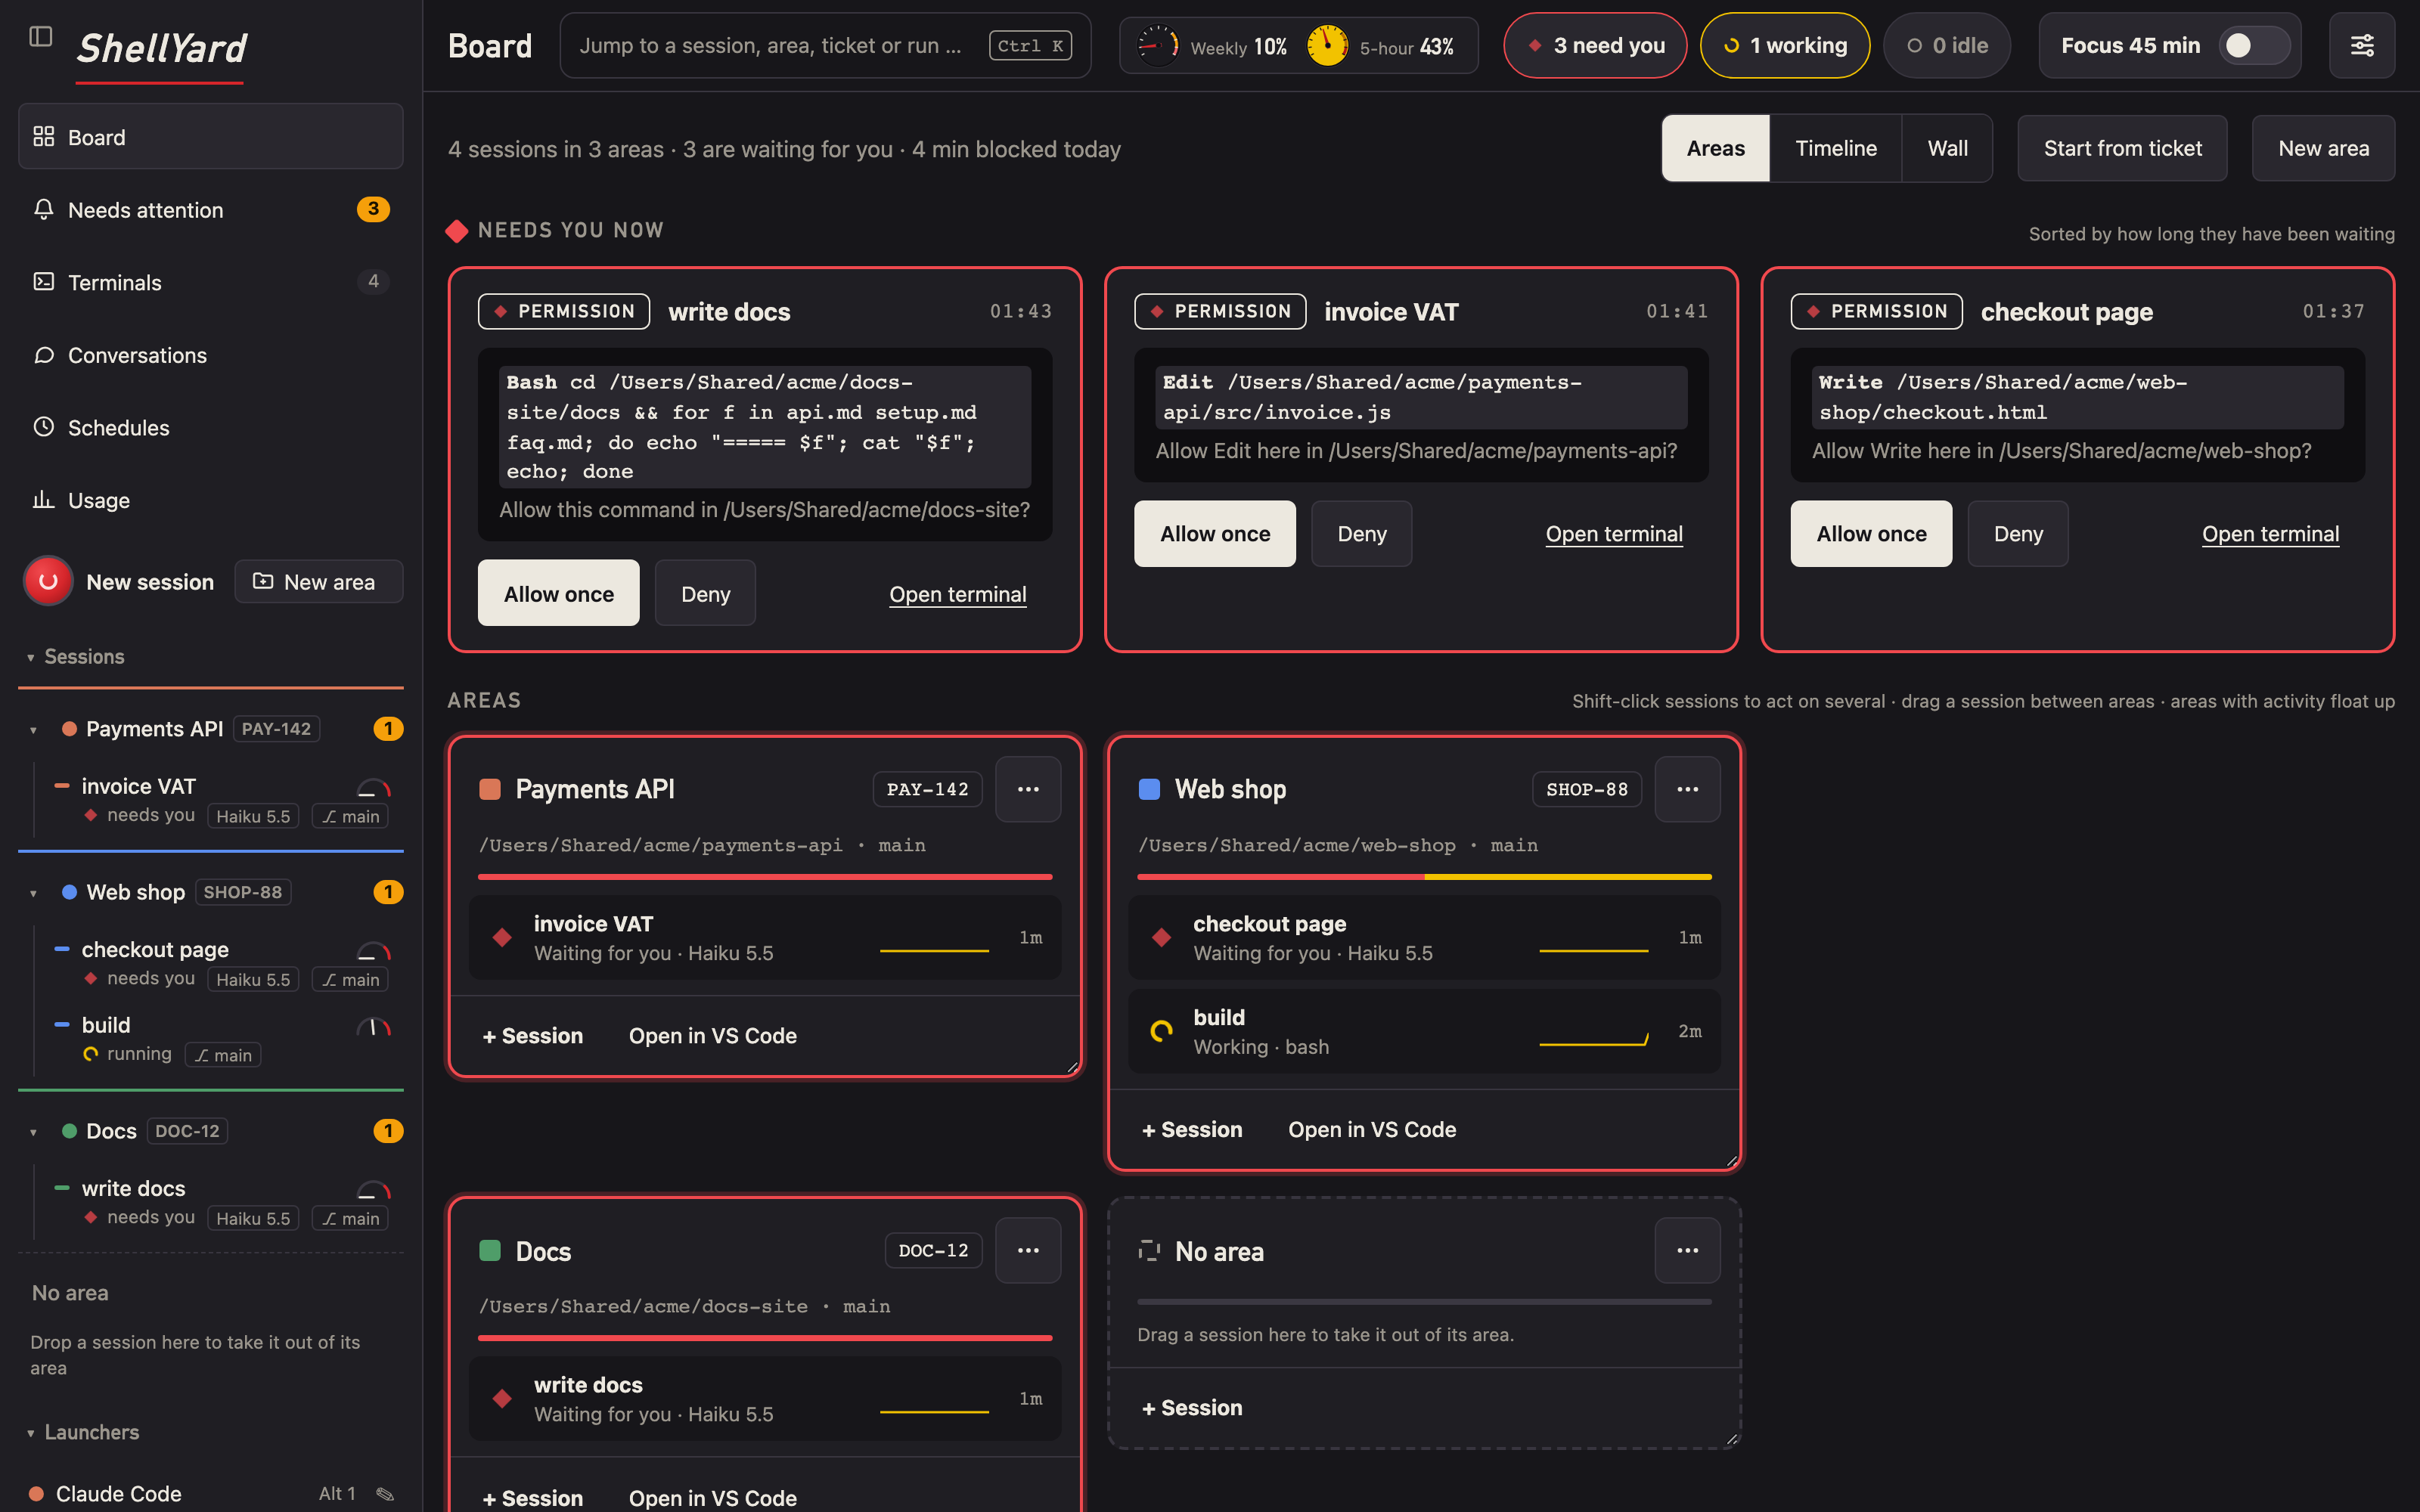 ShellYard
Board
Needs attention 3
Terminals 4
Conversations
Schedules
Usage
New session New area
Sessions
Payments API PAY-142 1
invoice VAT
needs you Haiku 5.5 main
Web shop SHOP-88 1
checkout page
needs you Haiku 5.5 main
build
running main
Docs DOC-12 1
write docs
needs you Haiku 5.5 main
No area
Drop a session here to take it out of its
area
Launchers
Claude Code Alt 1
Board Jump to a session, area, ticket or run ... Ctrl K Weekly 10% 5-hour 43% 3 need you 1 working 0 idle Focus 45 min
4 sessions in 3 areas · 3 are waiting for you · 4 min blocked today Areas Timeline Wall Start from ticket New area
NEEDS YOU NOW Sorted by how long they have been waiting
PERMISSION write docs 01:43
Bash cd /Users/Shared/acme/docs-
site/docs && for f in api.md setup.md
faq.md; do echo "===== $f"; cat "$f";
echo; done
Allow this command in /Users/Shared/acme/docs-site?
Allow once Deny Open terminal
PERMISSION invoice VAT 01:41
Edit /Users/Shared/acme/payments-
api/src/invoice.js
Allow Edit here in /Users/Shared/acme/payments-api?
Allow once Deny Open terminal
PERMISSION checkout page 01:37
Write /Users/Shared/acme/web-
shop/checkout.html
Allow Write here in /Users/Shared/acme/web-shop?
Allow once Deny Open terminal
AREAS Shift-click sessions to act on several · drag a session between areas · areas with activity float up
Payments API PAY-142 ...
/Users/Shared/acme/payments-api · main
invoice VAT
Waiting for you · Haiku 5.5 1m
+ Session Open in VS Code
Web shop SHOP-88 ...
/Users/Shared/acme/web-shop · main
checkout page
Waiting for you · Haiku 5.5 1m
build
Working · bash 2m
+ Session Open in VS Code
Docs DOC-12 ...
/Users/Shared/acme/docs-site · main
write docs
Waiting for you · Haiku 5.5 1m
+ Session Open in VS Code
No area ...
Drag a session here to take it out of its area.
+ Session